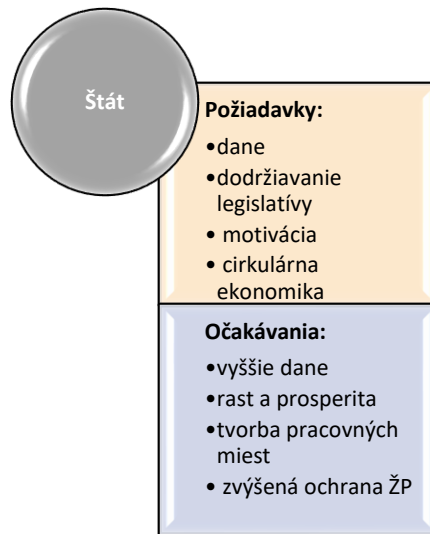 Štát
Požiadavky:
•dane
•dodržiavanie
legislatívy
• motivácia
• cirkulárna
ekonomika
Očakávania:
•vyššie dane
•rast a prosperita
•tvorba pracovných
miest
• zvýšená ochrana ŽP